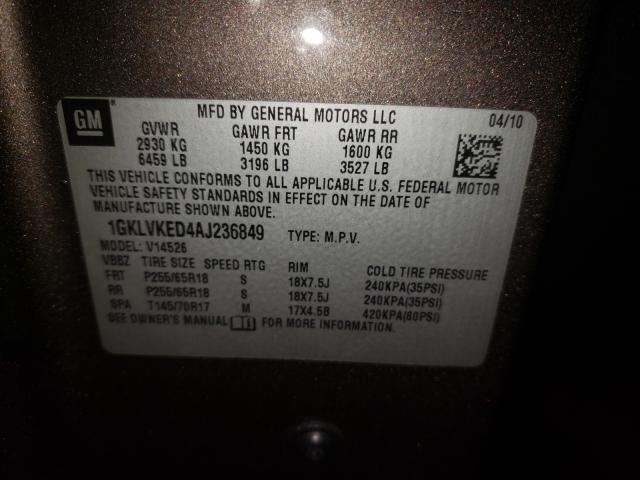 GM
MFD BY GENERAL MOTORS LLC
04/10
GVWR GAWR FRT GAWR RR
2930 KG 1450 KG 1600 KG
6459 LB 3196 LB 3527 LB
THIS VEHICLE CONFORMS TO ALL APPLICABLE U.S. FEDERAL MOTOR
VEHICLE SAFETY STANDARDS IN EFFECT ON THE DATE OF
MANUFACTURE SHOWN ABOVE.
1GKLVKED4AJ236849 TYPE: M.P.V.
MODEL: V14526
VBBZ TIRE SIZE SPEED RTG RIM COLD TIRE PRESSURE
FRT P255/65R18 S 18X7.5J 240KPA(35PSI)
RR P255/65R18 S 18X7.5J 240KPA(35PSI)
SPA T145/70R17 M 17X4.5B 420KPA(60PSI)
SEE OWNER'S MANUAL FOR MORE INFORMATION.